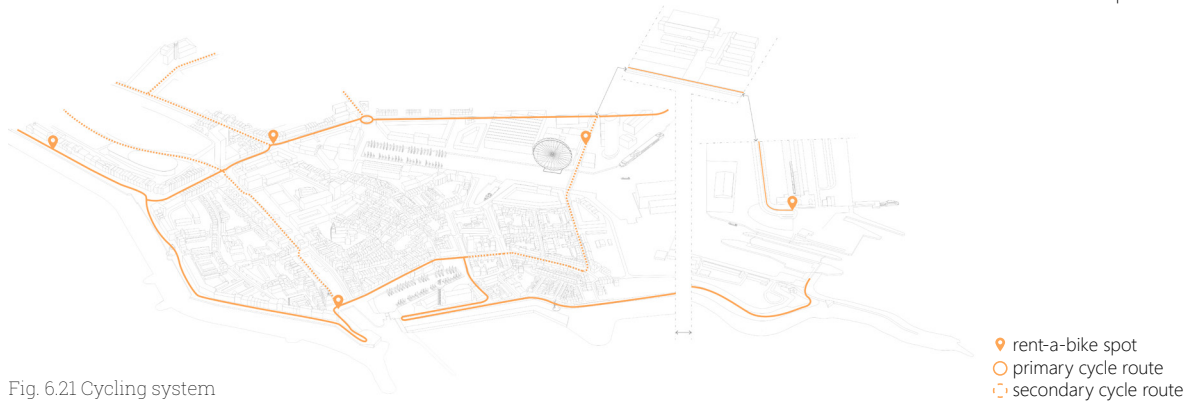 rent-a-bike spot
primary cycle route
secondary cycle route
Fig. 6.21 Cycling system